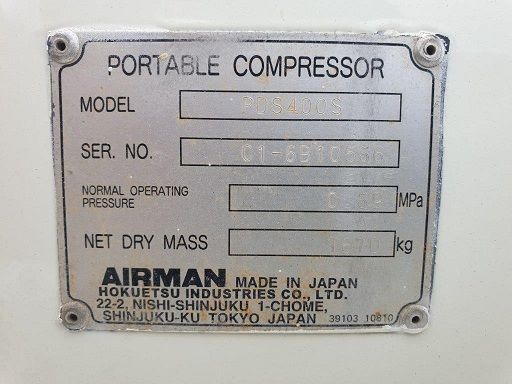 PORTABLE COMPRESSOR
MODEL PDS400S
SER. NO.
NORMAL OPERATING
PRESSURE MPa
NET DRY MASS kg
AIRMAN MADE IN JAPAN
HOKUETSU INDUSTRIES CO., LTD.
22-2, NISHI-SHINJUKU 1-CHOME,
SHINJUKU-KU TOKYO JAPAN 39103 10810